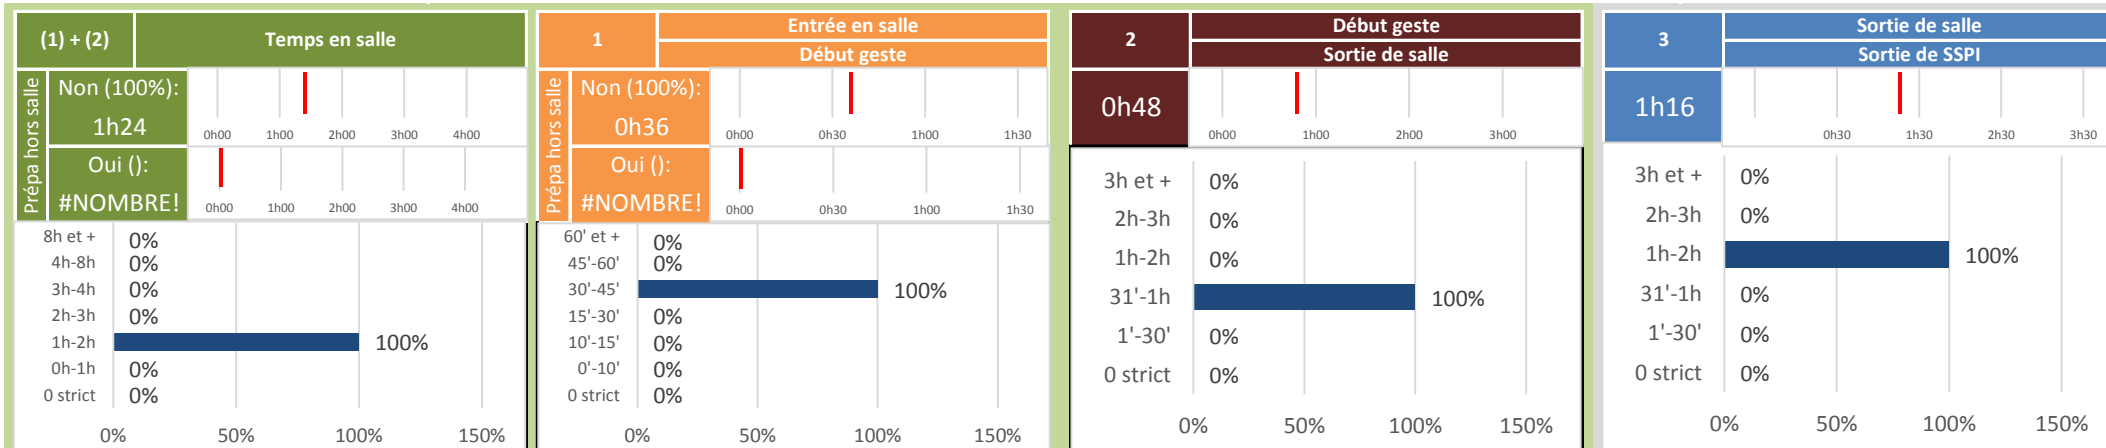 (1) + (2)
Temps en salle
Prépa hors salle
Non (100%):
1h24
0h00 1h00 2h00 3h00 4h00
Oui ():
#NOMBRE!
0h00 1h00 2h00 3h00 4h00
8h et + 0%
4h-8h 0%
3h-4h 0%
2h-3h 0%
1h-2h 100%
0h-1h 0%
0 strict 0%
0% 50% 100% 150%
1
Entrée en salle
Début geste
Prépa hors salle
Non (100%):
0h36
0h00 0h30 1h00 1h30
Oui ():
#NOMBRE!
0h00 0h30 1h00 1h30
60' et + 0%
45'-60' 0%
30'-45' 100%
15'-30' 0%
10'-15' 0%
0'-10' 0%
0 strict 0%
0% 50% 100% 150%
2
Début geste
Sortie de salle
0h48
0h00 1h00 2h00 3h00
3h et + 0%
2h-3h 0%
1h-2h 0%
31'-1h 100%
1'-30' 0%
0 strict 0%
0% 50% 100% 150%
3
Sortie de salle
Sortie de SSPI
1h16
0h30 1h30 2h30 3h30
3h et + 0%
2h-3h 0%
1h-2h 100%
31'-1h 0%
1'-30' 0%
0 strict 0%
0% 50% 100% 150%